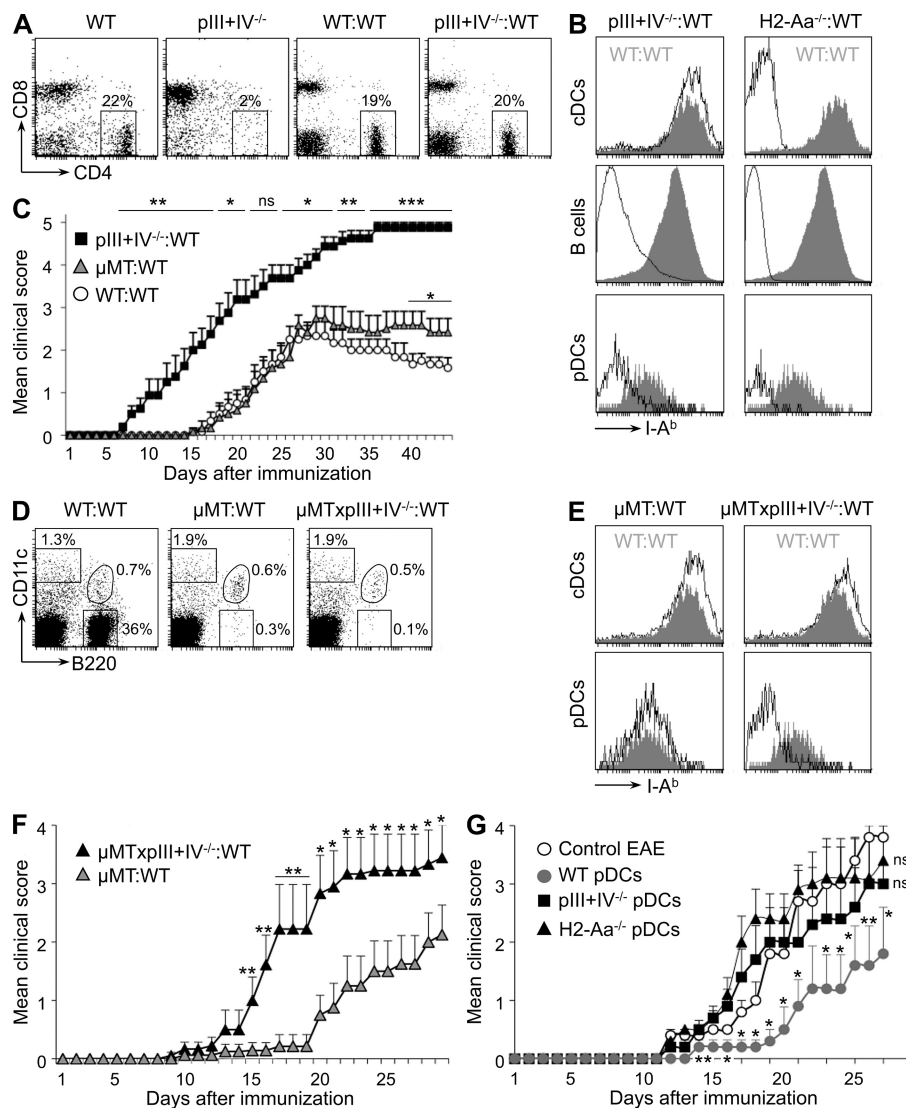 A
WT
pIII+IV-/-
WT:WT
pIII+IV-/-:WT
CD8
22%
2%
19%
20%
CD4
B
pIII+IV-/-:WT
H2-Aa-/-:WT
WT:WT
cDCs
B cells
pDCs
I-Ab
C
** * ns * ** ***
Mean clinical score
5
4
3
2
1
0
pIII+IV-/-:WT
µMT:WT
WT:WT
*
1 5 10 15 20 25 30 35 40
Days after immunization
D
WT:WT
µMT:WT
µMTxpIII+IV-/-:WT
CD11c
1.3%
0.7%
36%
1.9%
0.6%
0.3%
1.9%
0.5%
0.1%
B220
E
µMT:WT
µMTxpIII+IV-/-:WT
WT:WT
WT:WT
cDCs
pDCs
I-Ab
F
Mean clinical score
4
3
2
1
0
µMTxpIII+IV-/-:WT
µMT:WT
** ** ** * * * * * * * * * *
1 5 10 15 20 25
Days after immunization
G
Mean clinical score
4
3
2
1
0
Control EAE
WT pDCs
pIII+IV-/- pDCs
H2-Aa-/- pDCs
ns
ns
** * * * * * * * * * ** *
1 5 10 15 20 25
Days after immunization